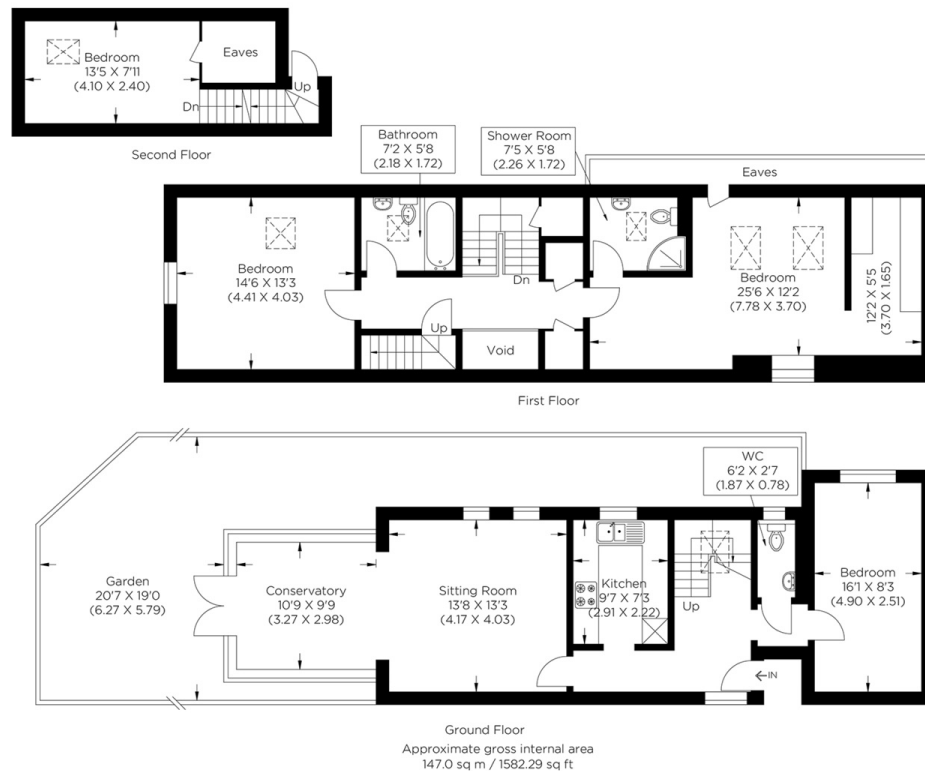 Bedroom
13'5 X 7'11
(4.10 X 2.40)
Eaves
Dn
Up
Second Floor
Bathroom
7'2 X 5'8
(2.18 X 1.72)
Shower Room
7'5 X 5'8
(2.26 X 1.72)
Eaves
Bedroom
14'6 X 13'3
(4.41 X 4.03)
Dn
Up
Void
Bedroom
25'6 X 12'2
(7.78 X 3.70)
12'2 X 5'5
(3.70 X 1.65)
First Floor
WC
6'2 X 2'7
(1.87 X 0.78)
Garden
20'7 X 19'0
(6.27 X 5.79)
Conservatory
10'9 X 9'9
(3.27 X 2.98)
Sitting Room
13'8 X 13'3
(4.17 X 4.03)
Kitchen
9'7 X 7'3
(2.91 X 2.22)
Up
Bedroom
16'1 X 8'3
(4.90 X 2.51)
IN
Ground Floor
Approximate gross internal area
147.0 sq m / 1582.29 sq ft